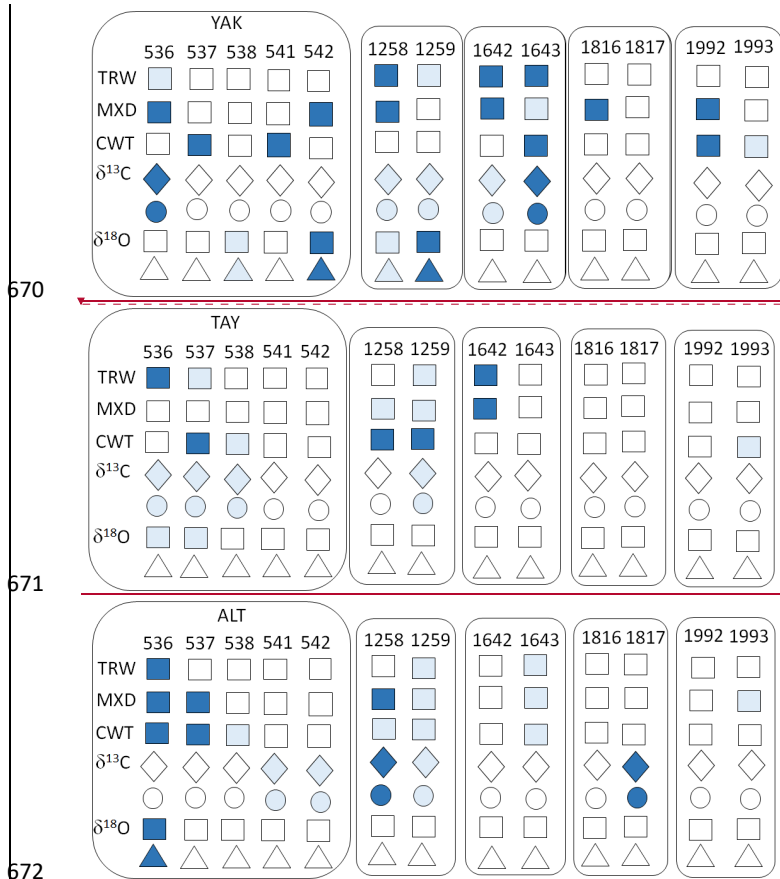 YAK
536 537 538 541 542 1258 1259 1642 1643 1816 1817 1992 1993
TRW
MXD
CWT
δ¹³C
δ¹⁸O
670
TAY
536 537 538 541 542 1258 1259 1642 1643 1816 1817 1992 1993
TRW
MXD
CWT
δ¹³C
δ¹⁸O
671
ALT
536 537 538 541 542 1258 1259 1642 1643 1816 1817 1992 1993
TRW
MXD
CWT
δ¹³C
δ¹⁸O
672